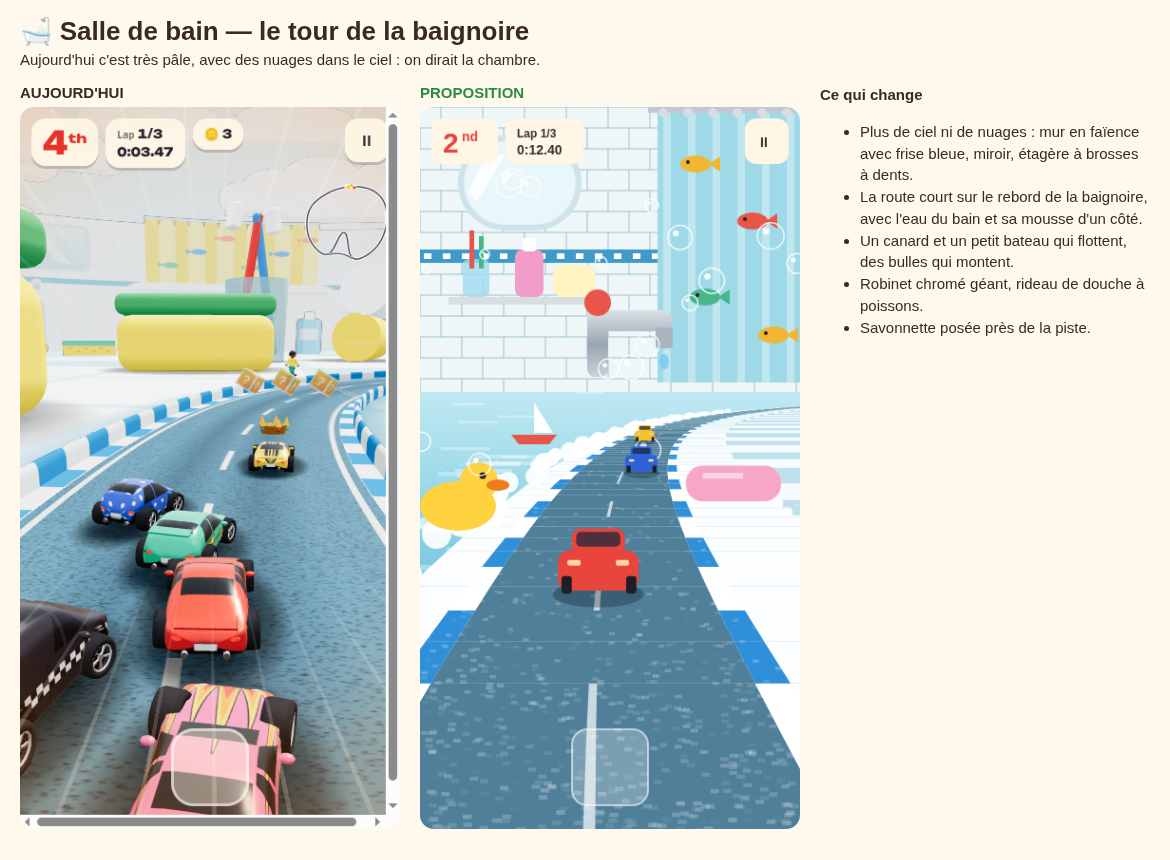 🛁 Salle de bain — le tour de la baignoire
Aujourd'hui c'est très pâle, avec des nuages dans le ciel : on dirait la chambre.
AUJOURD'HUI
4th
Lap 1/3
0:03.47
3
II
? ? ?
PROPOSITION
2nd
Lap 1/3
0:12.40
II
Ce qui change
• Plus de ciel ni de nuages : mur en faïence
avec frise bleue, miroir, étagère à brosses
à dents.
• La route court sur le rebord de la baignoire,
avec l'eau du bain et sa mousse d'un côté.
• Un canard et un petit bateau qui flottent,
des bulles qui montent.
• Robinet chromé géant, rideau de douche à
poissons.
• Savonnette posée près de la piste.